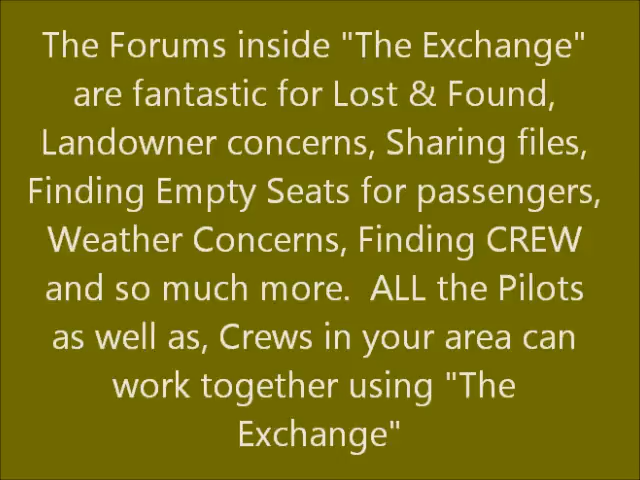 The Forums inside "The Exchange"
are fantastic for Lost & Found,
Landowner concerns, Sharing files,
Finding Empty Seats for passengers,
Weather Concerns, Finding CREW
and so much more.  ALL the Pilots
as well as, Crews in your area can
work together using "The
Exchange"